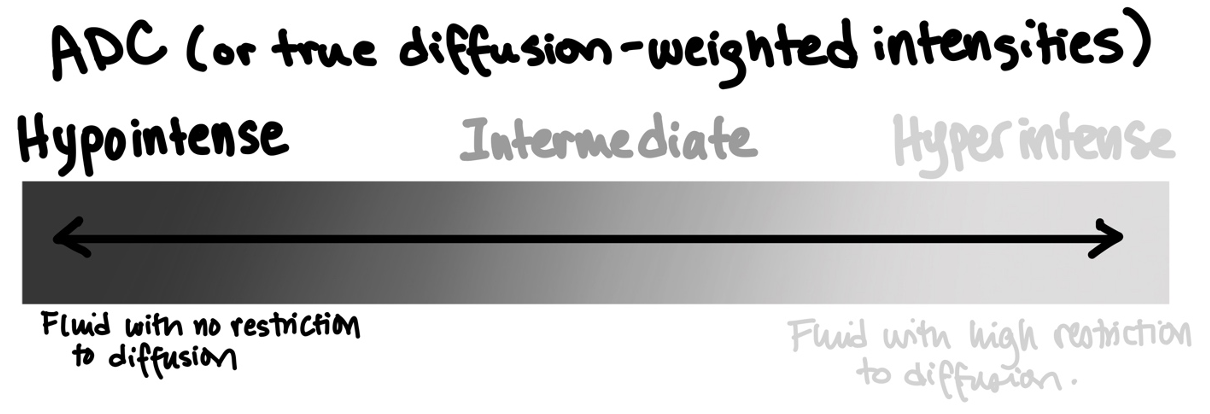 ADC (or true diffusion-weighted intensities)
Hypointense Intermediate Hyperintense
Fluid with no restriction
to diffusion
Fluid with high restriction
to diffusion.